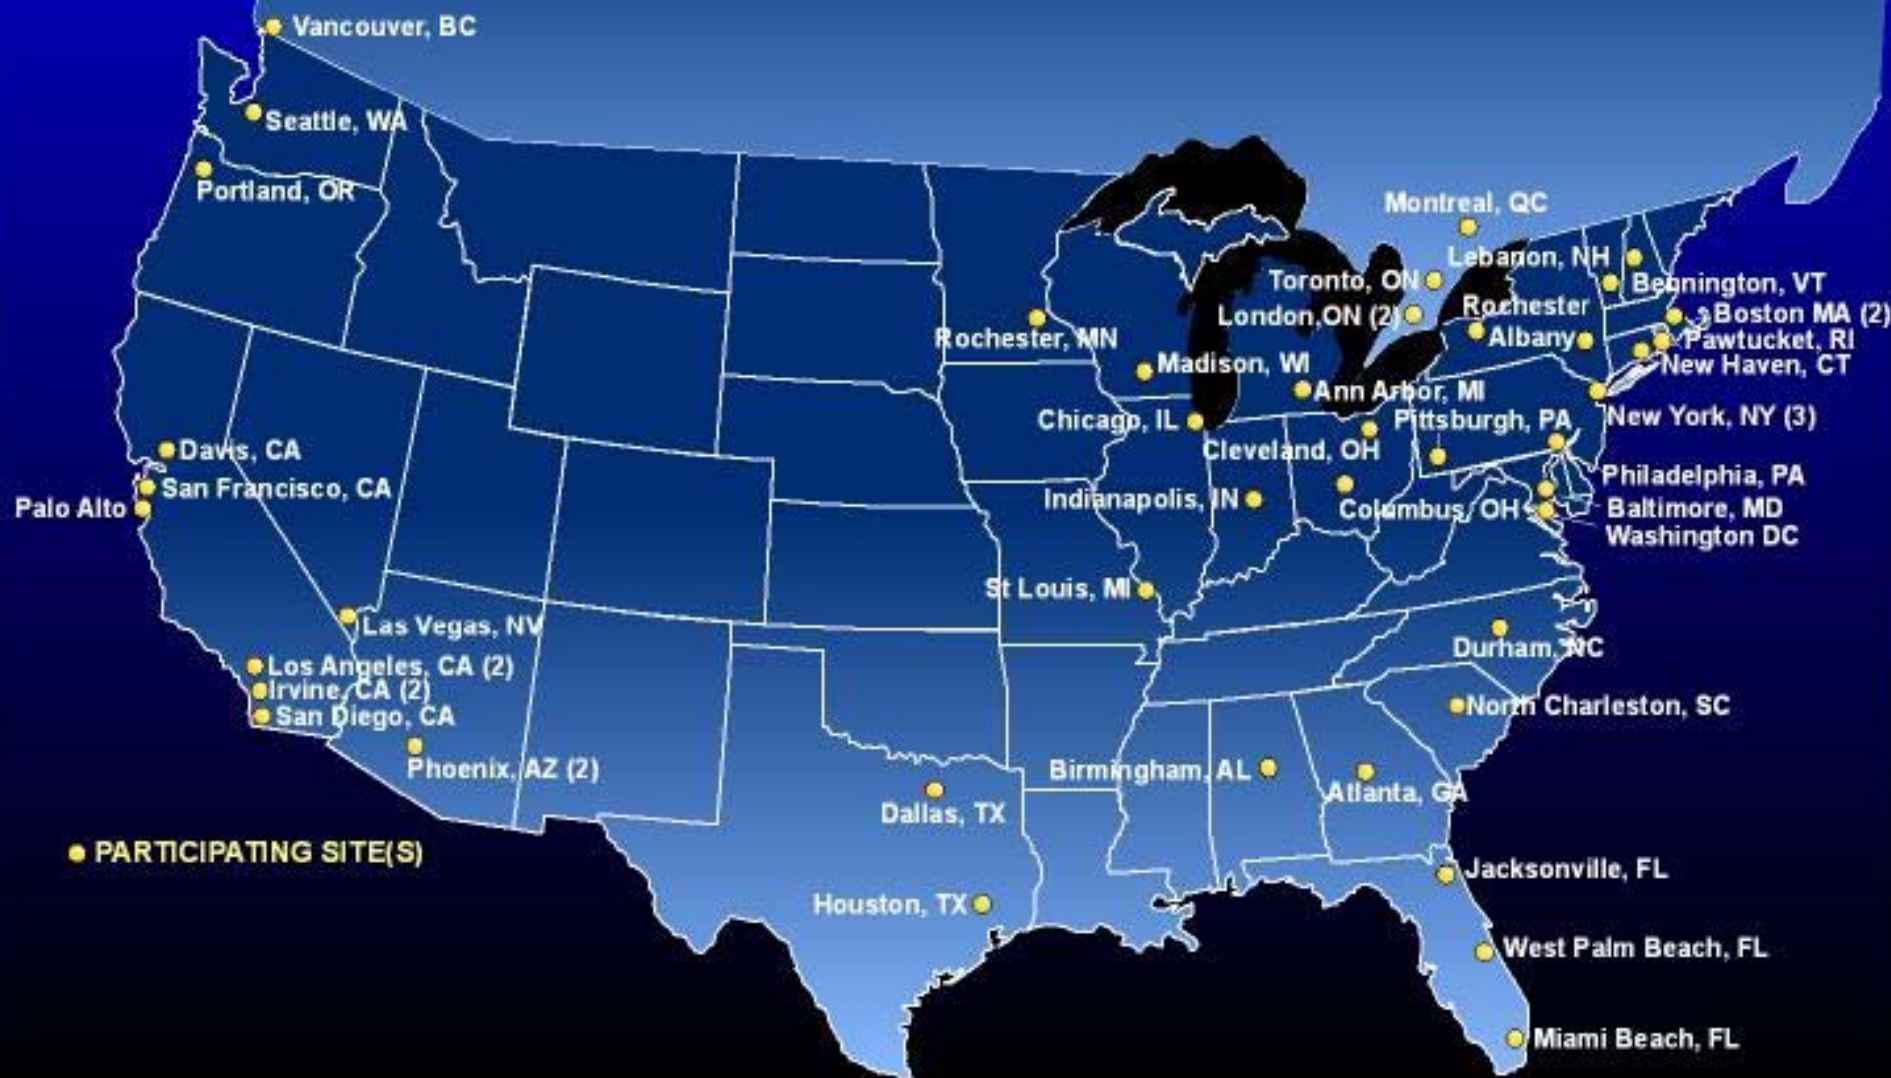 Vancouver, BC
Seattle, WA
Portland, OR
Montreal, QC
Lebanon, NH
Toronto, ON
Bennington, VT
Rochester
London,ON (2)
Boston MA (2)
Rochester, MN
Albany
Pawtucket, RI
Madison, WI
New Haven, CT
Ann Arbor, MI
Chicago, IL
Pittsburgh, PA
New York, NY (3)
Davis, CA
Cleveland, OH
Philadelphia, PA
San Francisco, CA
Indianapolis, IN
Palo Alto
Columbus, OH
Baltimore, MD
Washington DC
St Louis, MI
Las Vegas, NV
Durham, NC
Los Angeles, CA (2)
Irvine, CA (2)
North Charleston, SC
San Diego, CA
Phoenix, AZ (2)
Birmingham, AL
Atlanta, GA
Dallas, TX
PARTICIPATING SITE(S)
Jacksonville, FL
Houston, TX
West Palm Beach, FL
Miami Beach, FL